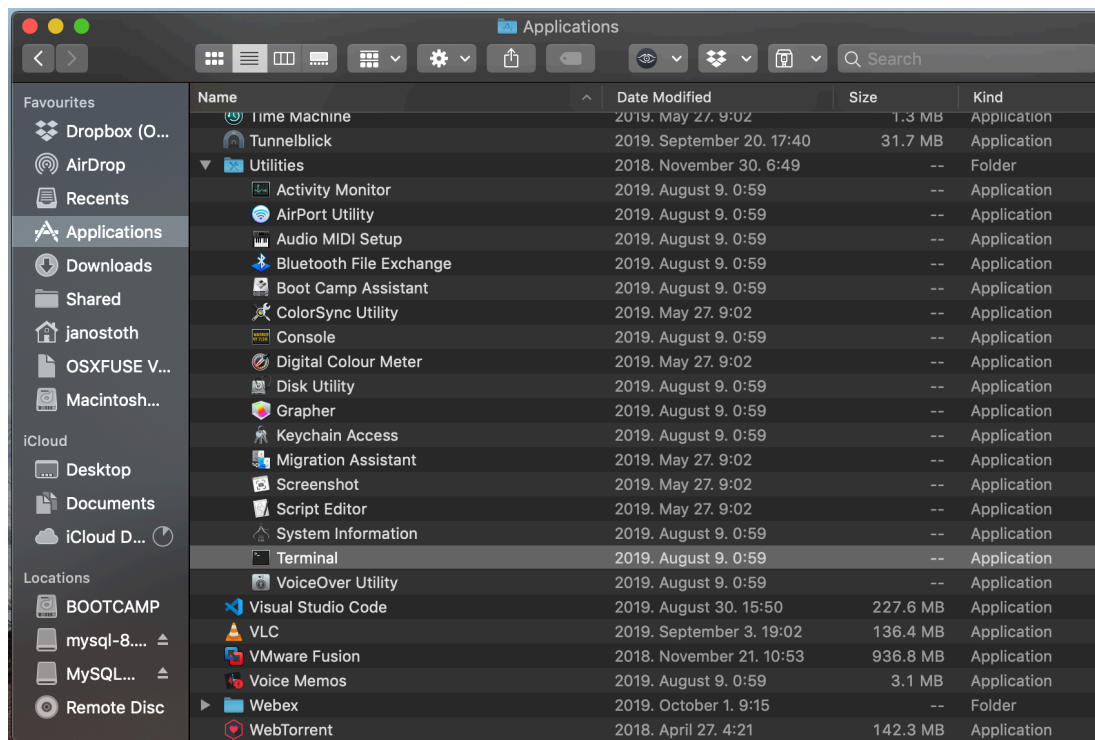 Applications
Search
Favourites
Dropbox (O...
AirDrop
Recents
Applications
Downloads
Shared
janostoth
OSXFUSE V...
Macintosh...
iCloud
Desktop
Documents
iCloud D...
Locations
BOOTCAMP
mysql-8....
MySQL...
Remote Disc
Name Date Modified Size Kind
Time Machine 2019. May 27. 9:02 1.3 MB Application
Tunnelblick 2019. September 20. 17:40 31.7 MB Application
Utilities 2018. November 30. 6:49 -- Folder
Activity Monitor 2019. August 9. 0:59 -- Application
AirPort Utility 2019. August 9. 0:59 -- Application
Audio MIDI Setup 2019. August 9. 0:59 -- Application
Bluetooth File Exchange 2019. August 9. 0:59 -- Application
Boot Camp Assistant 2019. August 9. 0:59 -- Application
ColorSync Utility 2019. May 27. 9:02 -- Application
Console 2019. August 9. 0:59 -- Application
Digital Colour Meter 2019. May 27. 9:02 -- Application
Disk Utility 2019. August 9. 0:59 -- Application
Grapher 2019. August 9. 0:59 -- Application
Keychain Access 2019. August 9. 0:59 -- Application
Migration Assistant 2019. May 27. 9:02 -- Application
Screenshot 2019. May 27. 9:02 -- Application
Script Editor 2019. May 27. 9:02 -- Application
System Information 2019. August 9. 0:59 -- Application
Terminal 2019. August 9. 0:59 -- Application
VoiceOver Utility 2019. August 9. 0:59 -- Application
Visual Studio Code 2019. August 30. 15:50 227.6 MB Application
VLC 2019. September 3. 19:02 136.4 MB Application
VMware Fusion 2018. November 21. 10:53 936.8 MB Application
Voice Memos 2019. August 9. 0:59 3.1 MB Application
Webex 2019. October 1. 9:15 -- Folder
WebTorrent 2018. April 27. 4:21 142.3 MB Application